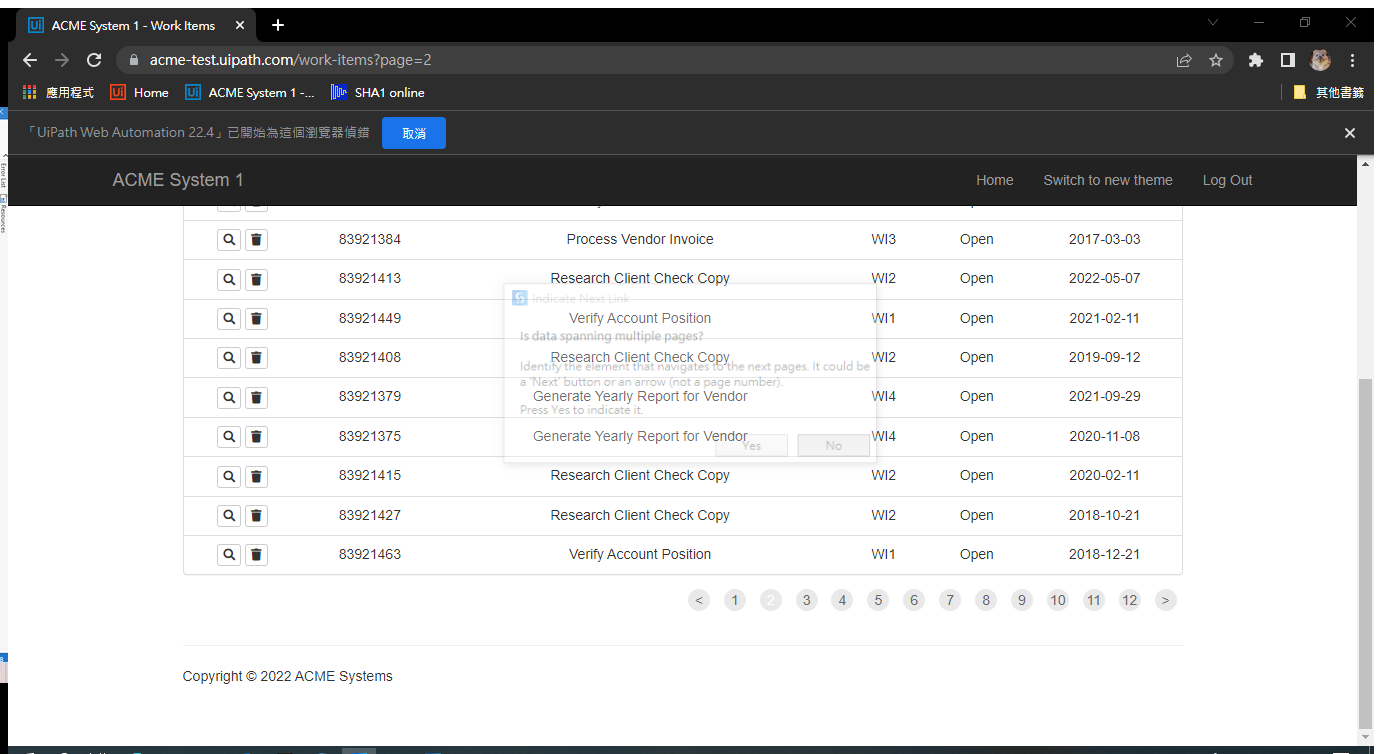 ACME System 1 - Work Items
acme-test.uipath.com/work-items?page=2
應用程式 Home ACME System 1 -... SHA1 online 其他書籤
「UiPath Web Automation 22.4」已開始為這個瀏覽器偵錯 取消
ACME System 1 Home Switch to new theme Log Out
83921384 Process Vendor Invoice WI3 Open 2017-03-03
83921413 Research Client Check Copy WI2 Open 2022-05-07
Indicate Next Link
83921449 Verify Account Position WI1 Open 2021-02-11
Is data spanning multiple pages?
83921408 Research Client Check Copy WI2 Open 2019-09-12
Identify the element that navigates to the next pages. It could be
a 'Next' button or an arrow (not a page number).
83921379 Generate Yearly Report for Vendor WI4 Open 2021-09-29
Press Yes to indicate it.
83921375 Generate Yearly Report for Vendor WI4 Open 2020-11-08
Yes No
83921415 Research Client Check Copy WI2 Open 2020-02-11
83921427 Research Client Check Copy WI2 Open 2018-10-21
83921463 Verify Account Position WI1 Open 2018-12-21
< 1 2 3 4 5 6 7 8 9 10 11 12 >
Copyright © 2022 ACME Systems
Error List
Resources